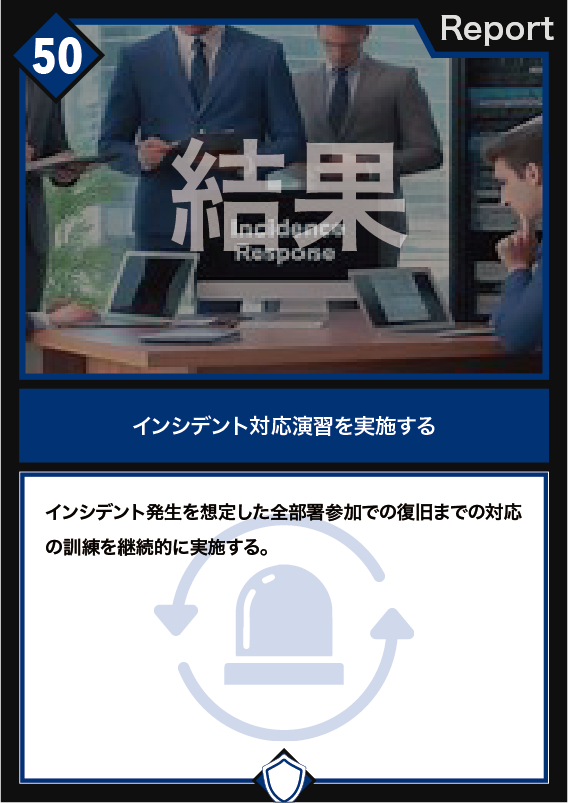 50
Report
結果
Incidence
Response
インシデント対応演習を実施する
インシデント発生を想定した全部署参加での復旧までの対応
の訓練を継続的に実施する。